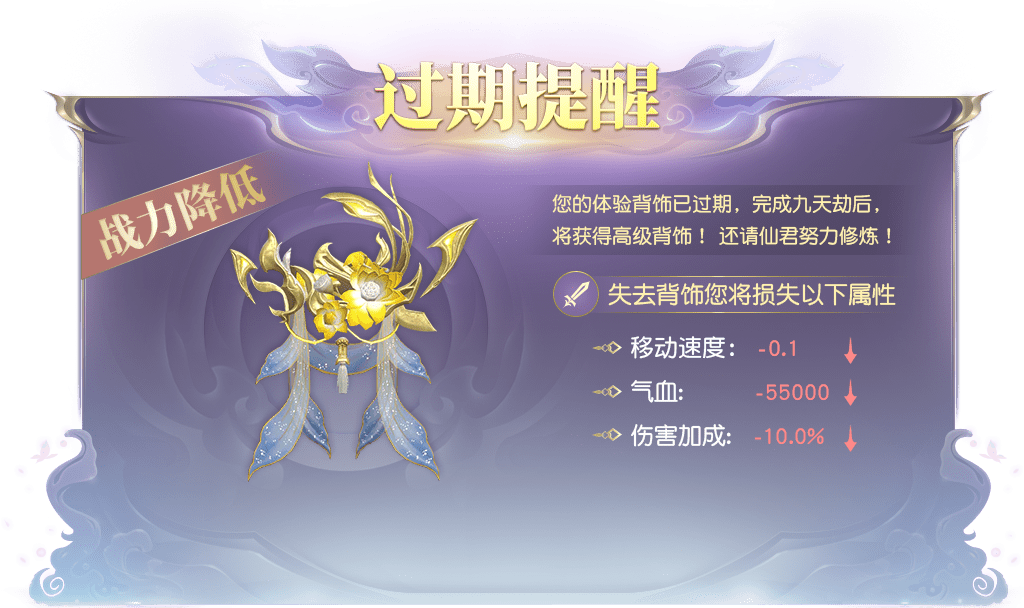 过期提醒
战力降低
您的体验背饰已过期，完成九天劫后，
将获得高级背饰！还请仙君努力修炼！
失去背饰您将损失以下属性
移动速度： -0.1
气血: -55000
伤害加成: -10.0%